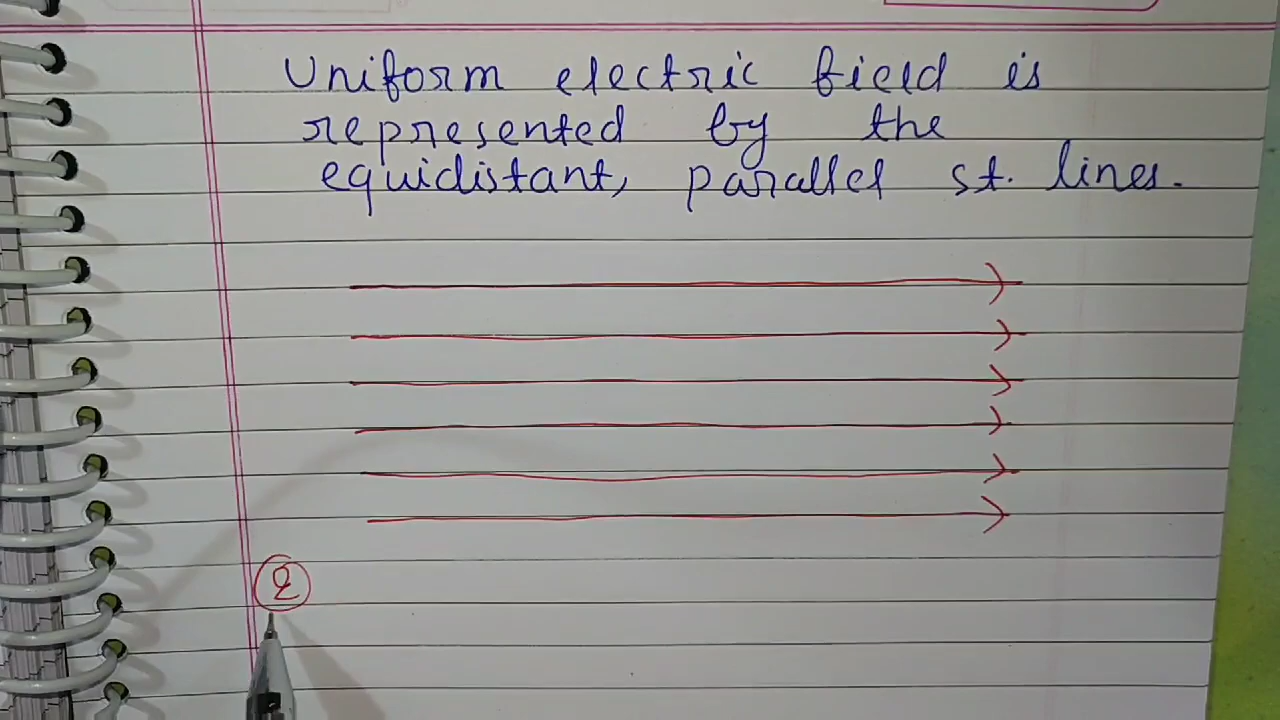 Uniform electric field is
represented by the
equidistant, parallel st. lines.
2